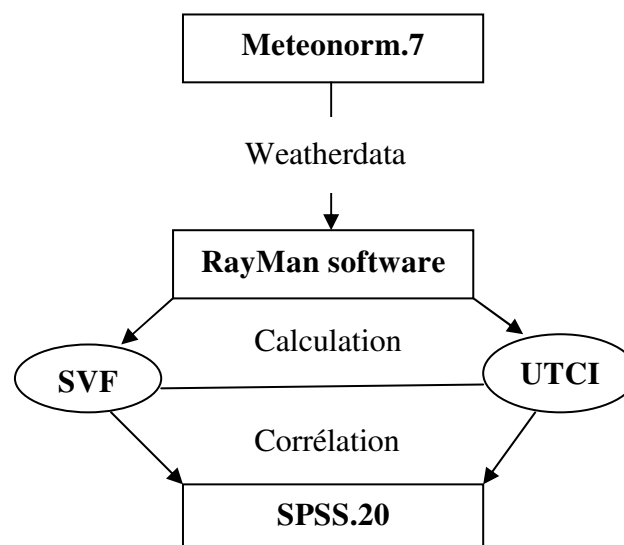 Meteonorm.7
Weatherdata
RayMan software
Calculation
SVF
UTCI
Corrélation
SPSS.20